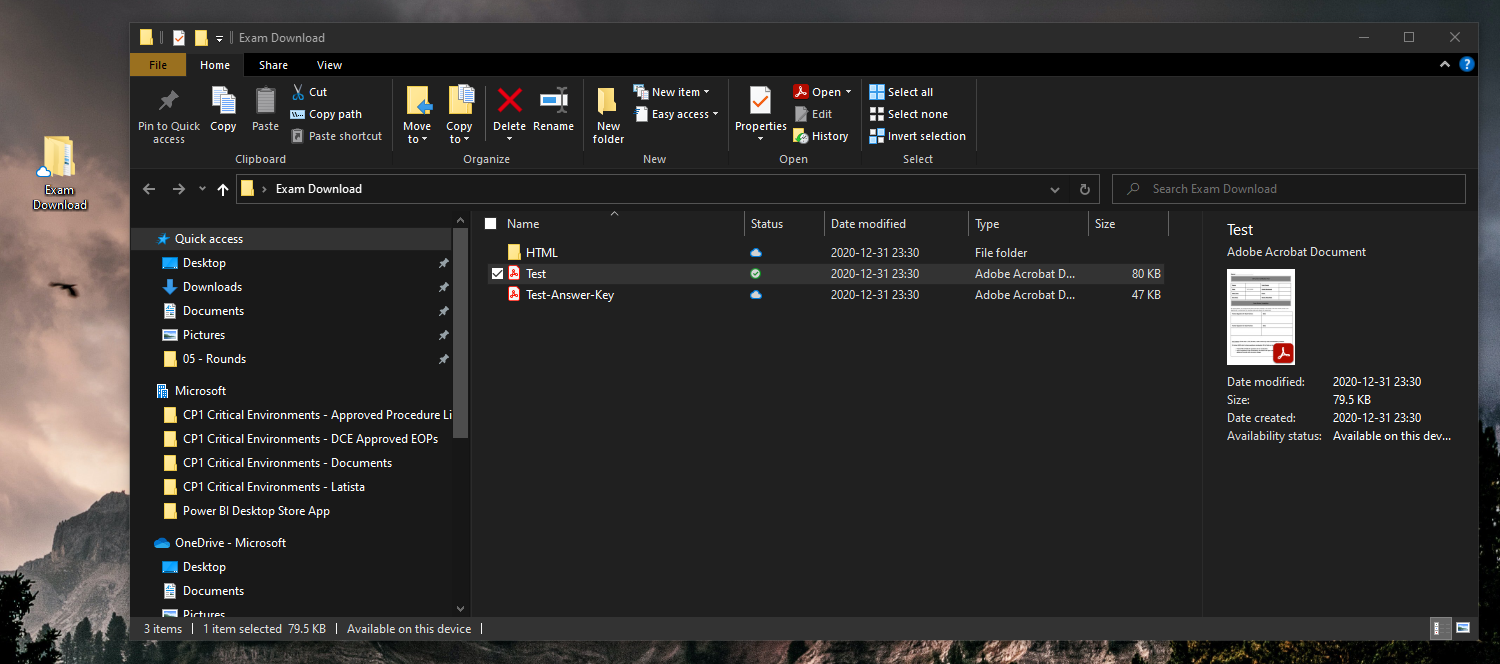 Exam Download
File Home Share View
Pin to Quick access
Copy
Paste
Cut
Copy path
Paste shortcut
Clipboard
Move to
Copy to
Delete
Rename
Organize
New folder
New item
Easy access
New
Properties
Open
Edit
History
Open
Select all
Select none
Invert selection
Select
Exam Download
Search Exam Download
Exam
Download
Quick access
Desktop
Downloads
Documents
Pictures
05 - Rounds
Microsoft
CP1 Critical Environments - Approved Procedure Li
CP1 Critical Environments - DCE Approved EOPs
CP1 Critical Environments - Documents
CP1 Critical Environments - Latista
Power BI Desktop Store App
OneDrive - Microsoft
Desktop
Documents
Pictures
Name Status Date modified Type Size
HTML 2020-12-31 23:30 File folder
Test 2020-12-31 23:30 Adobe Acrobat D... 80 KB
Test-Answer-Key 2020-12-31 23:30 Adobe Acrobat D... 47 KB
Test
Adobe Acrobat Document
Date modified: 2020-12-31 23:30
Size: 79.5 KB
Date created: 2020-12-31 23:30
Availability status: Available on this dev...
3 items 1 item selected 79.5 KB Available on this device